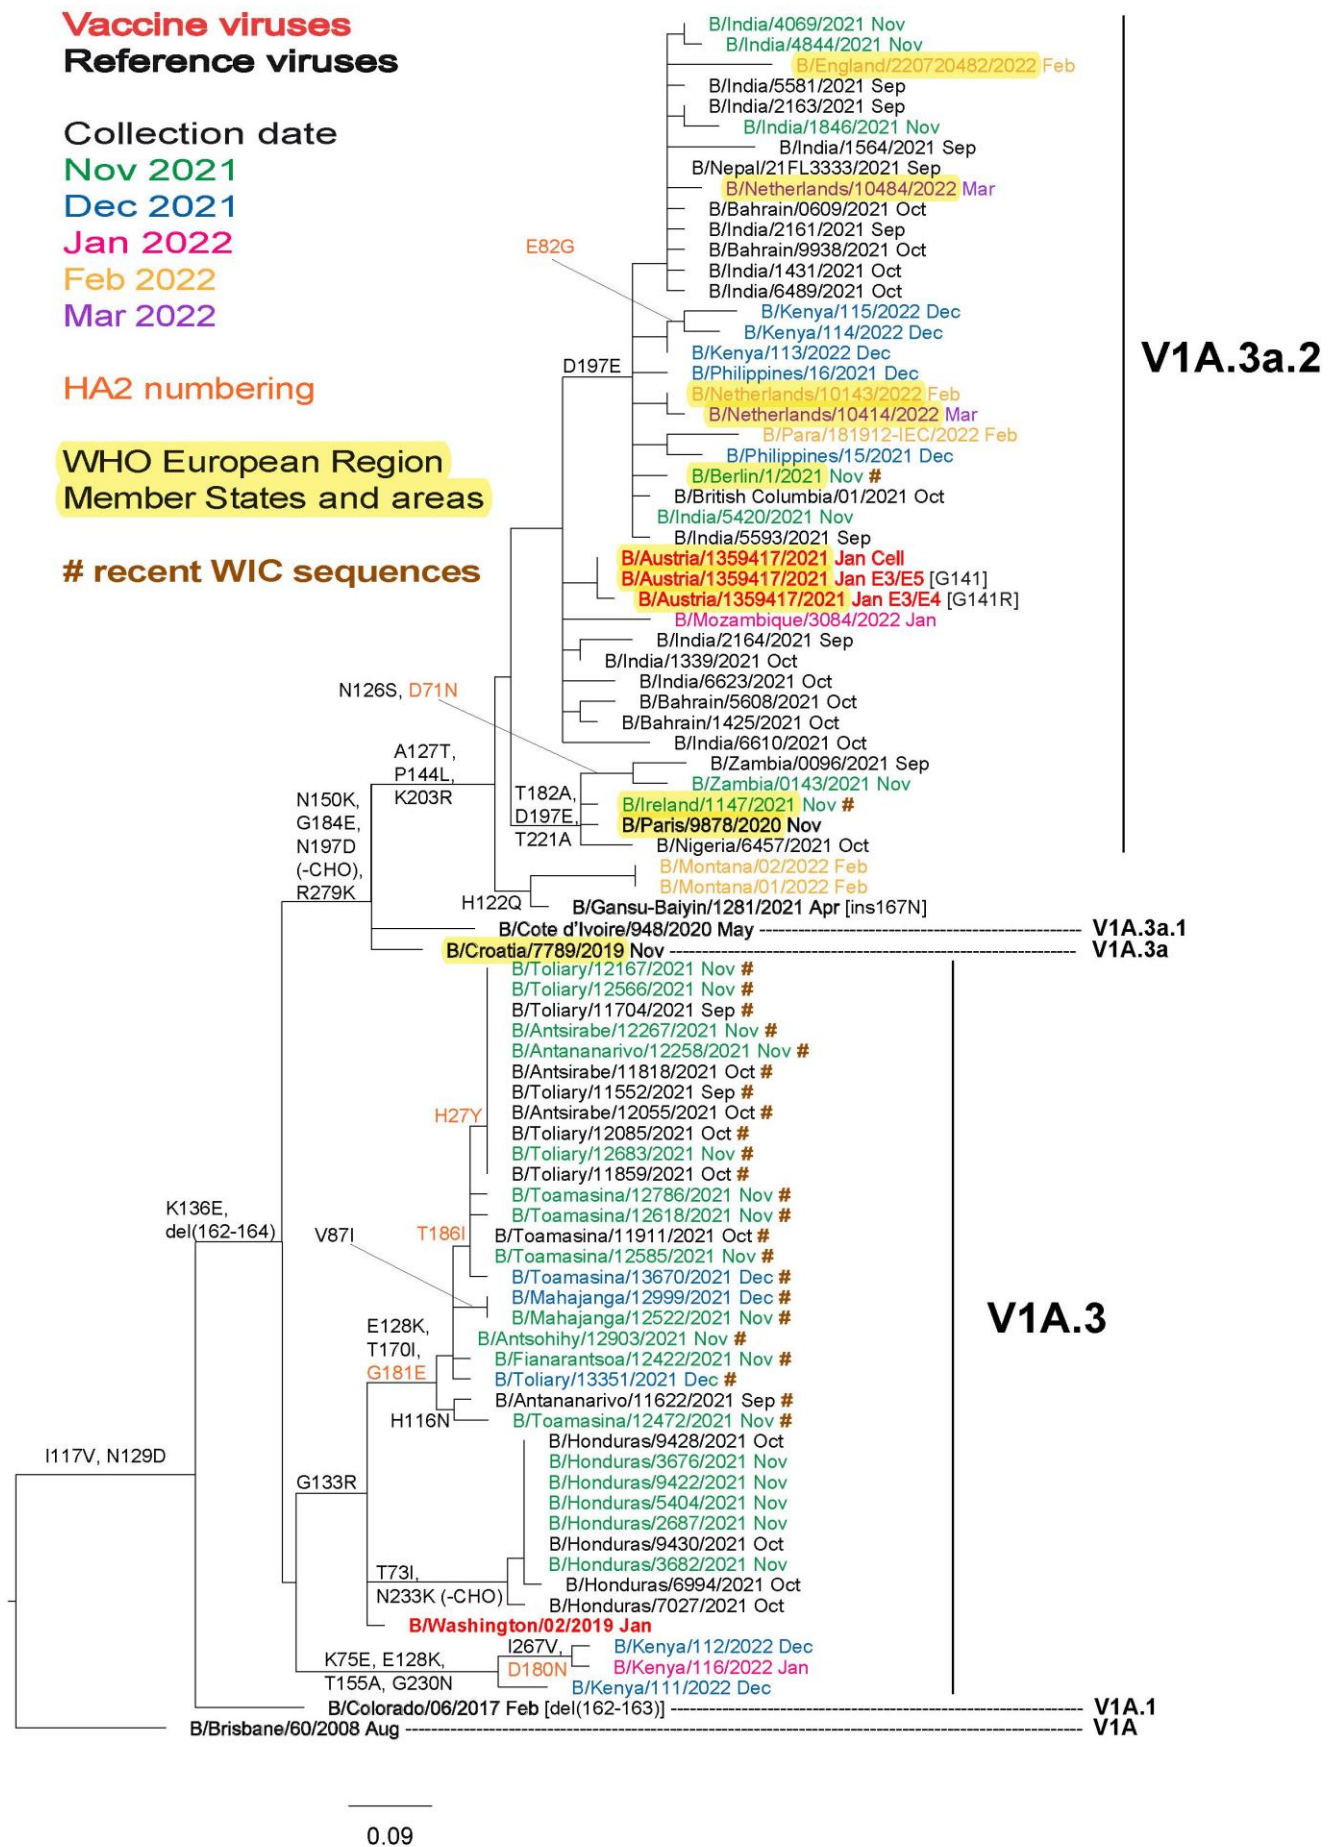 Vaccine viruses
Reference viruses
Collection date
Nov 2021
Dec 2021
Jan 2022
Feb 2022
Mar 2022
HA2 numbering
WHO European Region
Member States and areas
# recent WIC sequences
B/India/4069/2021 Nov
B/India/4844/2021 Nov
B/England/220720482/2022 Feb
B/India/5581/2021 Sep
B/India/2163/2021 Sep
B/India/1846/2021 Nov
B/India/1564/2021 Sep
B/Nepal/21FL3333/2021 Sep
B/Netherlands/10484/2022 Mar
B/Bahrain/0609/2021 Oct
B/India/2161/2021 Sep
B/Bahrain/9938/2021 Oct
B/India/1431/2021 Oct
B/India/6489/2021 Oct
E82G
B/Kenya/115/2022 Dec
B/Kenya/114/2022 Dec
B/Kenya/113/2022 Dec
D197E
B/Philippines/16/2021 Dec
B/Netherlands/10143/2022 Feb
B/Netherlands/10414/2022 Mar
B/Para/181912-IEC/2022 Feb
B/Philippines/15/2021 Dec
B/Berlin/1/2021 Nov #
B/British Columbia/01/2021 Oct
B/India/5420/2021 Nov
B/India/5593/2021 Sep
B/Austria/1359417/2021 Jan Cell
B/Austria/1359417/2021 Jan E3/E5 [G141]
B/Austria/1359417/2021 Jan E3/E4 [G141R]
B/Mozambique/3084/2022 Jan
B/India/2164/2021 Sep
B/India/1339/2021 Oct
B/India/6623/2021 Oct
N126S, D71N
B/Bahrain/5608/2021 Oct
B/Bahrain/1425/2021 Oct
B/India/6610/2021 Oct
B/Zambia/0096/2021 Sep
B/Zambia/0143/2021 Nov
A127T,
P144L,
K203R
T182A,
D197E,
T221A
B/Ireland/1147/2021 Nov #
B/Paris/9878/2020 Nov
B/Nigeria/6457/2021 Oct
V1A.3a.2
N150K,
G184E,
N197D
(-CHO),
R279K
B/Montana/02/2022 Feb
B/Montana/01/2022 Feb
H122Q
B/Gansu-Baiyin/1281/2021 Apr [ins167N]
B/Cote d'Ivoire/948/2020 May
V1A.3a.1
B/Croatia/7789/2019 Nov
V1A.3a
B/Toliary/12167/2021 Nov #
B/Toliary/12566/2021 Nov #
B/Toliary/11704/2021 Sep #
B/Antsirabe/12267/2021 Nov #
B/Antananarivo/12258/2021 Nov #
B/Antsirabe/11818/2021 Oct #
B/Toliary/11552/2021 Sep #
B/Antsirabe/12055/2021 Oct #
H27Y
B/Toliary/12085/2021 Oct #
B/Toliary/12683/2021 Nov #
B/Toliary/11859/2021 Oct #
B/Toamasina/12786/2021 Nov #
B/Toamasina/12618/2021 Nov #
K136E,
del(162-164)
V87I
T186I
B/Toamasina/11911/2021 Oct #
B/Toamasina/12585/2021 Nov #
B/Toamasina/13670/2021 Dec #
B/Mahajanga/12999/2021 Dec #
B/Mahajanga/12522/2021 Nov #
V1A.3
E128K,
T170I,
G181E
B/Antsohihy/12903/2021 Nov #
B/Fianarantsoa/12422/2021 Nov #
B/Toliary/13351/2021 Dec #
B/Antananarivo/11622/2021 Sep #
H116N
B/Toamasina/12472/2021 Nov #
B/Honduras/9428/2021 Oct
I117V, N129D
B/Honduras/3676/2021 Nov
G133R
B/Honduras/9422/2021 Nov
B/Honduras/5404/2021 Nov
B/Honduras/2687/2021 Nov
B/Honduras/9430/2021 Oct
B/Honduras/3682/2021 Nov
T73I,
N233K (-CHO)
B/Honduras/6994/2021 Oct
B/Honduras/7027/2021 Oct
B/Washington/02/2019 Jan
K75E, E128K,
T155A, G230N
I267V,
D180N
B/Kenya/112/2022 Dec
B/Kenya/116/2022 Jan
B/Kenya/111/2022 Dec
B/Colorado/06/2017 Feb [del(162-163)]
V1A.1
B/Brisbane/60/2008 Aug
V1A
0.09